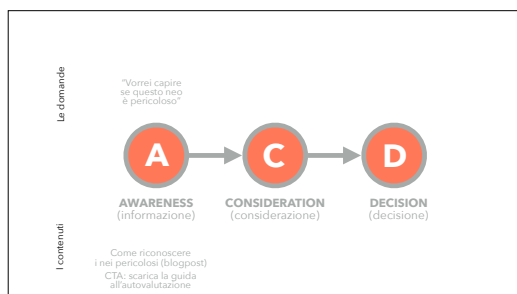 Le domande
“Vorrei capire
se questo neo
è pericoloso”
A
C
D
AWARENESS
(informazione)
CONSIDERATION
(considerazione)
DECISION
(decisione)
I contenuti
Come riconoscere
i nei pericolosi (blogpost)
CTA: scarica la guida
all’autovalutazione